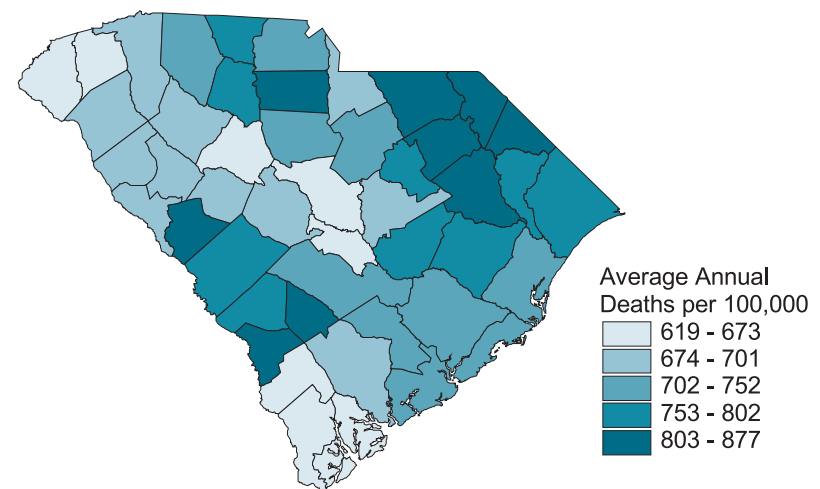 Average Annual
Deaths per 100,000
619 - 673
674 - 701
702 - 752
753 - 802
803 - 877